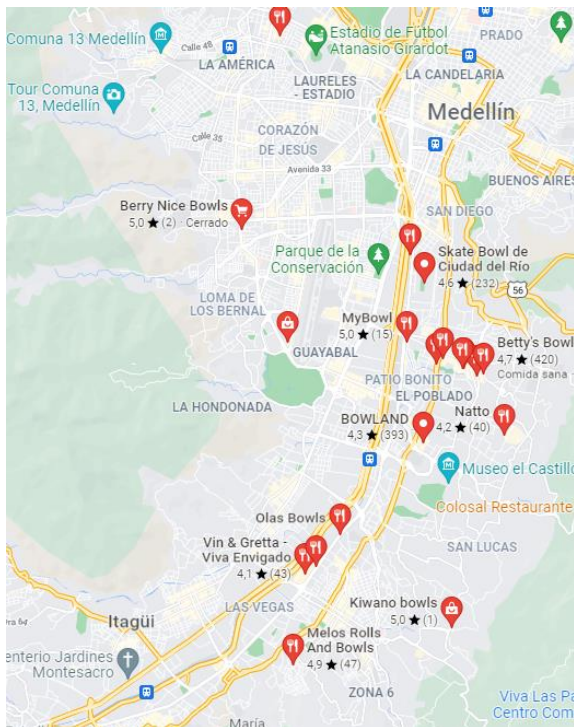 Estadio de Fútbol
Atanasio Girardot
PRADO
Comuna 13 Medellín
Calle 48
LA AMÉRICA
LAURELES
- ESTADIO
LA CANDELARIA
Tour Comuna
13, Medellín
Medellín
CORAZÓN
DE JESÚS
Calle 35
Avenida 33
BUENOS AIRES
Berry Nice Bowls
5,0 ★ (2) · Cerrado
SAN DIEGO
Parque de la
Conservación
Skate Bowl de
Ciudad del Río
4,6 ★ (232)
56
LOMA DE
LOS BERNAL
MyBowl
5,0 ★ (15)
GUAYABAL
Betty's Bowl
4,7 ★ (420)
Comida sana
PATIO BONITO
EL POBLADO
LA HONDONADA
BOWLAND
4,3 ★ (393)
Natto
4,2 ★ (40)
Museo el Castillo
Colosal Restaurante
Olas Bowls
Vin & Gretta -
Viva Envigado
4,1 ★ (43)
SAN LUCAS
LAS VEGAS
Kiwano bowls
5,0 ★ (1)
Itagüi
Melos Rolls
And Bowls
4,9 ★ (47)
enterio Jardines
Montesacro
ZONA 6
Viva Las Pa
Centro Com
María